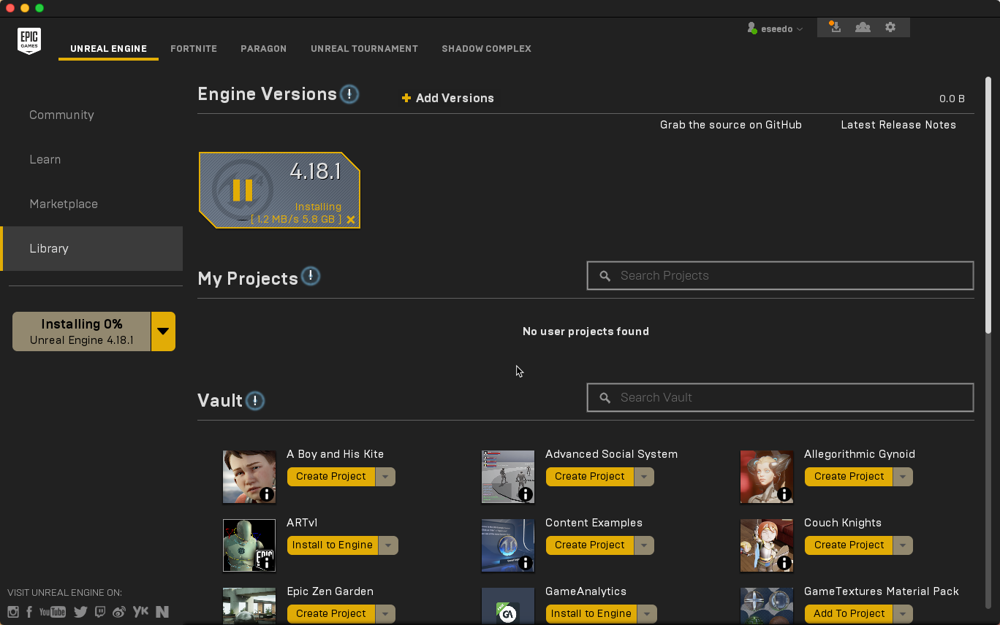 eseedo
EPIC
GAMES
UNREAL ENGINE
FORTNITE
PARAGON
UNREAL TOURNAMENT
SHADOW COMPLEX
Community
Learn
Marketplace
Library
Installing 0%
Unreal Engine 4.18.1
Engine Versions
Add Versions
0.0 B
Grab the source on GitHub
Latest Release Notes
4.18.1
Installing
[ 1.2 MB/s 5.8 GB ]
My Projects
Search Projects
No user projects found
Vault
Search Vault
A Boy and His Kite
Create Project
Advanced Social System
Create Project
Allegorithmic Gynoid
Create Project
ARTv1
Install to Engine
Content Examples
Create Project
Couch Knights
Create Project
Epic Zen Garden
Create Project
GameAnalytics
Install to Engine
GameTextures Material Pack
Add To Project
VISIT UNREAL ENGINE ON:
YouTube